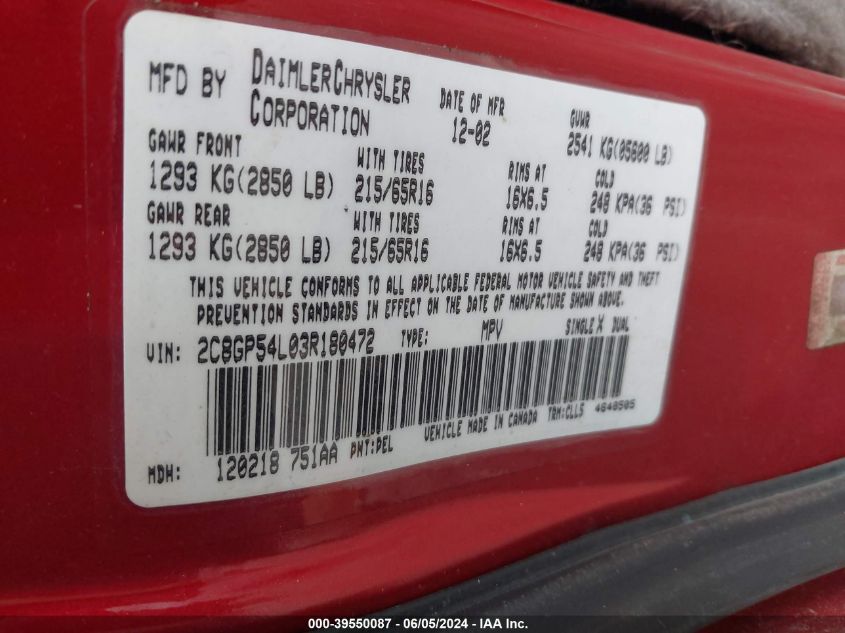 MFD BY DAIMLERCHRYSLER CORPORATION DATE OF MFR 12-02 GVWR 2541 KG(05600 LB)
GAWR FRONT WITH TIRES RIMS AT COLD
1293 KG(2850 LB) 215/65R16 16X6.5 248 KPA(36 PSI)
GAWR REAR WITH TIRES RIMS AT COLD
1293 KG(2850 LB) 215/65R16 16X6.5 248 KPA(36 PSI)
THIS VEHICLE CONFORMS TO ALL APPLICABLE FEDERAL MOTOR VEHICLE SAFETY AND THEFT
PREVENTION STANDARDS IN EFFECT ON THE DATE OF MANUFACTURE SHOWN ABOVE.
VIN: 2C8GP54L03R180472 TYPE: MPV SINGLE X DUAL
MDH: 120218 751AA PNT:PEL VEHICLE MADE IN CANADA TRM:CLL5 4648505
000-39550087 - 06/05/2024 - IAA Inc.